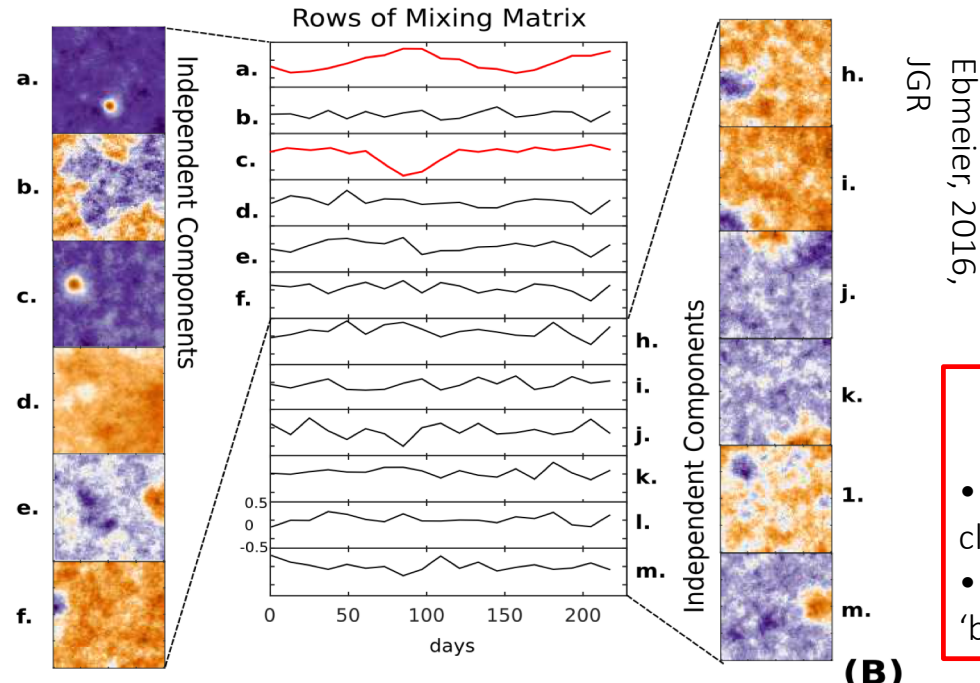 Rows of Mixing Matrix
a.
b.
c.
d.
e.
f.
Independent Components
a.
b.
c.
d.
e.
f.
h.
i.
j.
k.
l.
m.
0.5
0
-0.5
0
50
100
150
200
days
Independent Components
h.
i.
j.
k.
1.
m.
(B)
Ebmeier, 2016,
JGR
•
•
‘b